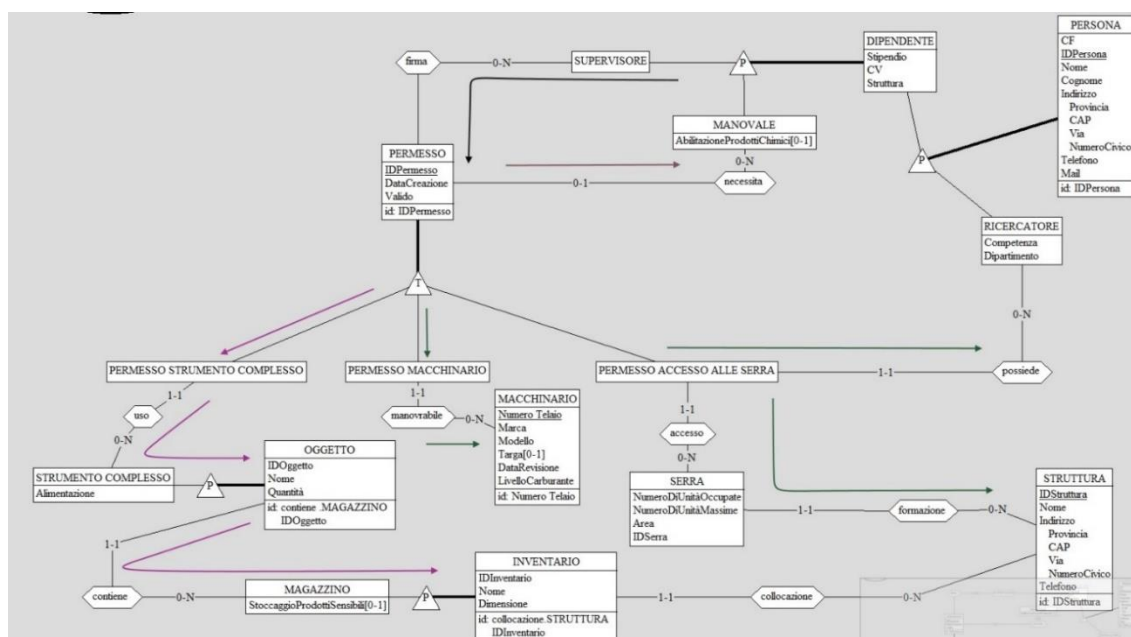 PERSONA
CF
IDPersona
Nome
Cognome
Indirizzo
Provincia
CAP
Via
NumeroCivico
Telefono
Mail
id: IDPersona
DIPENDENTE
Stipendio
CV
Struttura
firma
0-N
SUPERVISORE
P
MANOVALE
AbilitazioneProdottiChimici[0-1]
0-N
PERMESSO
IDPermesso
DataCreazione
Valido
id: IDPermesso
0-1
necessita
P
RICERCATORE
Competenza
Dipartimento
T
0-N
PERMESSO STRUMENTO COMPLESSO
PERMESSO MACCHINARIO
PERMESSO ACCESSO ALLE SERRA
1-1
possiede
1-1
uso
0-N
1-1
manovrabile
0-N
MACCHINARIO
Numero Telaio
Marca
Modello
Targa[0-1]
DataRevisione
LivelloCarburante
id: Numero Telaio
1-1
accesso
0-N
STRUMENTO COMPLESSO
Alimentazione
P
OGGETTO
IDOggetto
Nome
Quantità
id: contiene .MAGAZZINO
IDOggetto
SERRA
NumeroDiUnitàOccupate
NumeroDiUnitàMassime
Area
IDSerra
1-1
formazione
0-N
STRUTTURA
IDStruttura
Nome
Indirizzo
Provincia
CAP
Via
NumeroCivico
Telefono
id: IDStruttura
1-1
contiene
0-N
MAGAZZINO
StoccaggioProdottiSensibili[0-1]
P
INVENTARIO
IDInventario
Nome
Dimensione
id: collocazione.STRUTTURA
IDInventario
1-1
collocazione
0-N